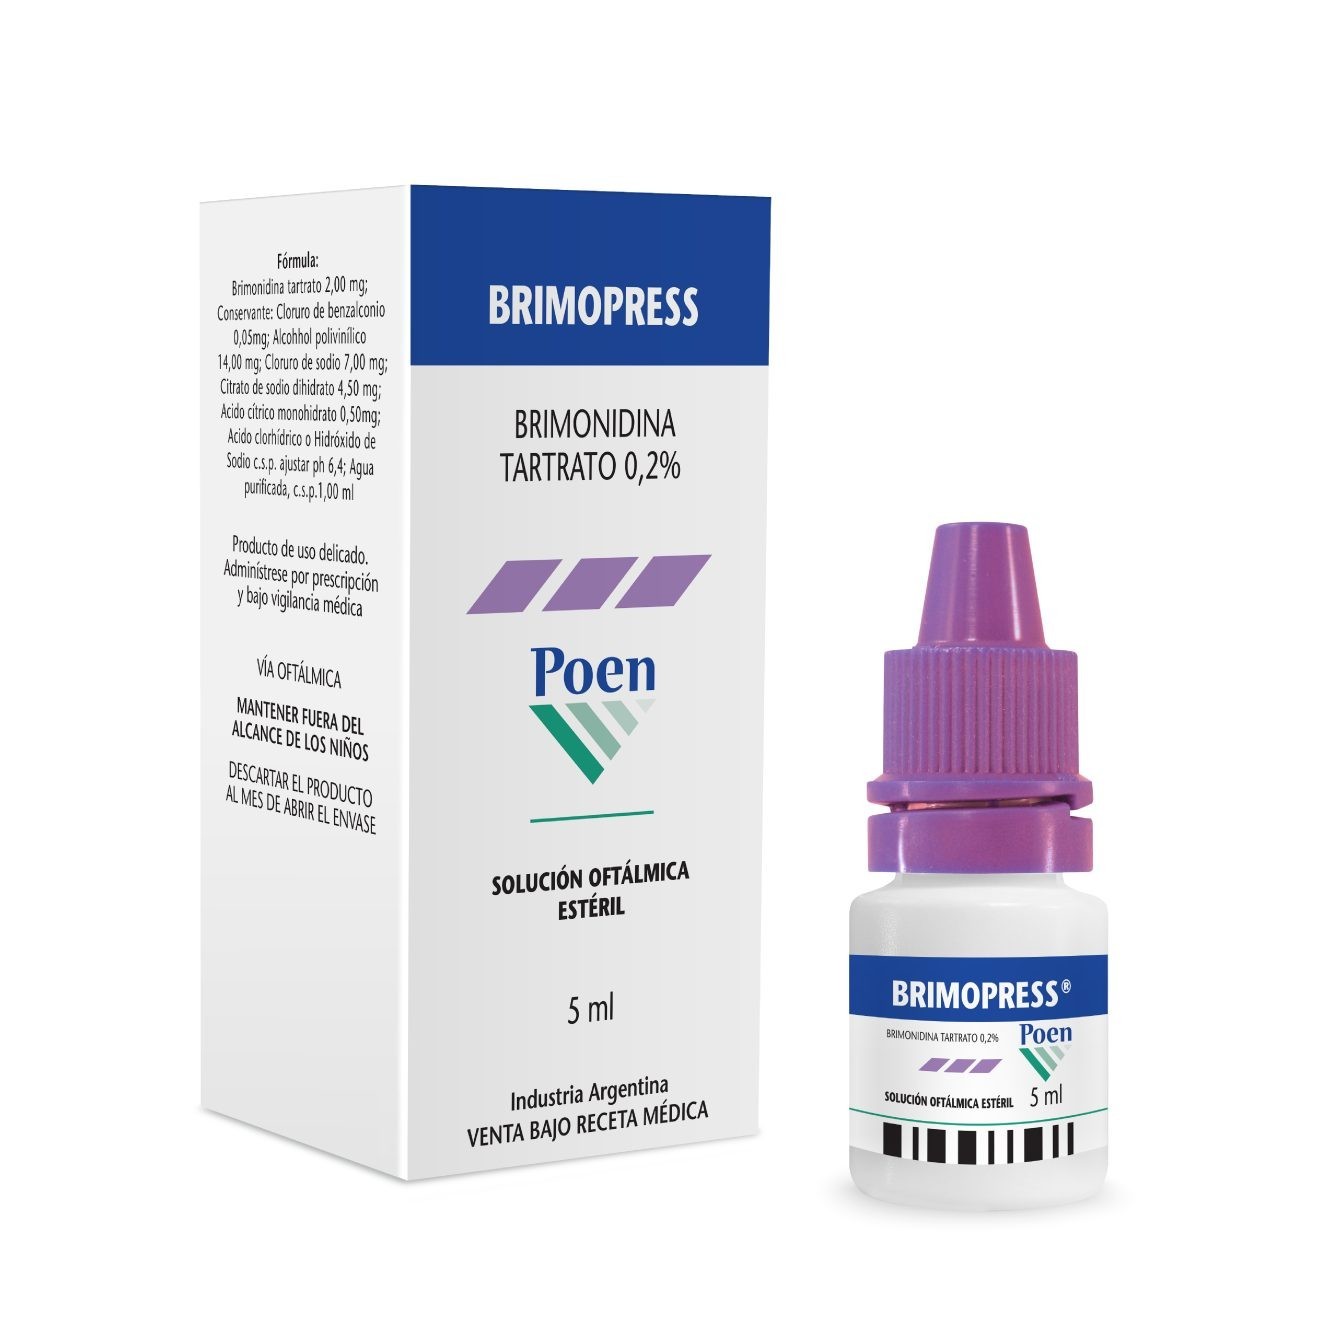 Fórmula:
Brimonidina tartrato 2,00 mg;
Conservante: Cloruro de benzalconio
0,05mg; Alcohhol polivinílico
14,00 mg; Cloruro de sodio 7,00 mg;
Citrato de sodio dihidrato 4,50 mg;
Acido cítrico monohidrato 0,50mg;
Acido clorhídrico o Hidróxido de
Sodio c.s.p. ajustar ph 6,4; Agua
purificada, c.s.p.1,00 ml
Producto de uso delicado.
Adminístrese por prescripción
y bajo vigilancia médica
VÍA OFTÁLMICA
MANTENER FUERA DEL
ALCANCE DE LOS NIÑOS
DESCARTAR EL PRODUCTO
AL MES DE ABRIR EL ENVASE
BRIMOPRESS
BRIMONIDINA
TARTRATO 0,2%
Poen
SOLUCIÓN OFTÁLMICA
ESTÉRIL
5 ml
Industria Argentina
VENTA BAJO RECETA MÉDICA
BRIMOPRESS®
BRIMONIDINA TARTRATO 0,2%
Poen
SOLUCIÓN OFTÁLMICA ESTÉRIL 5 ml